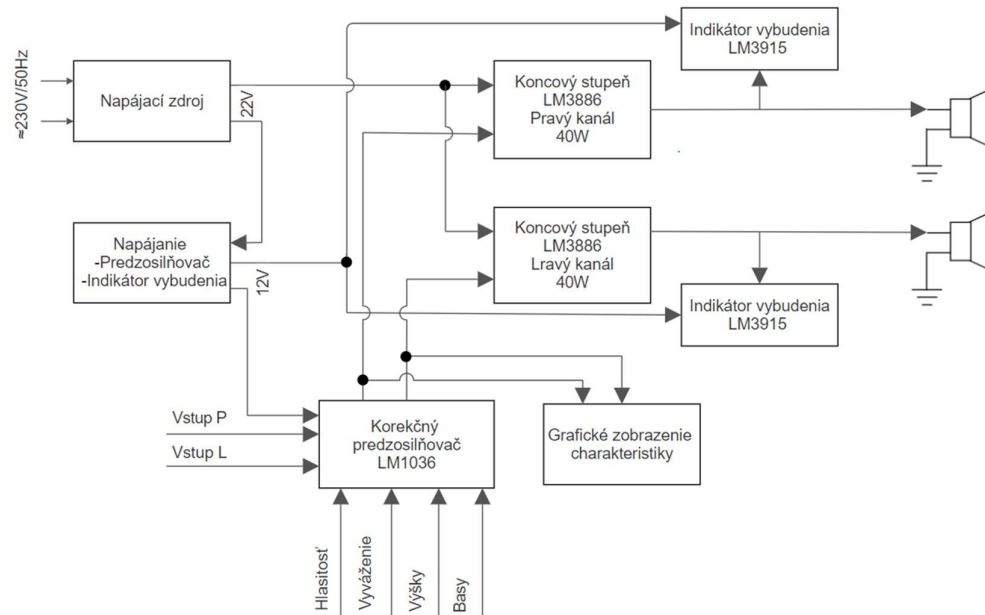 ≈230V/50Hz
Napájací zdroj
22V
Koncový stupeň
LM3886
Pravý kanál
40W
Indikátor vybudenia
LM3915
Napájanie
-Predzosilňovač
-Indikátor vybudenia
12V
Koncový stupeň
LM3886
Lravý kanál
40W
Indikátor vybudenia
LM3915
Vstup P
Vstup L
Korekčný
predzosilňovač
LM1036
Grafické zobrazenie
charakteristiky
Hlasitosť
Vyváženie
Výšky
Basy